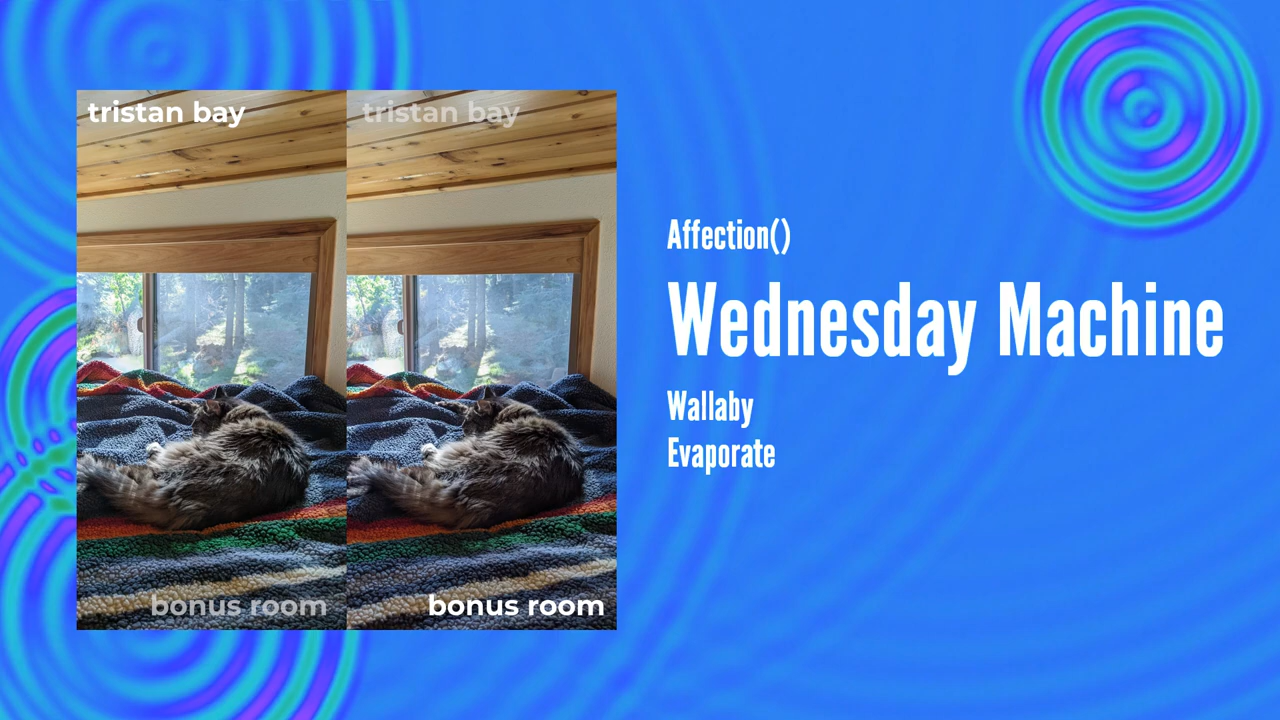 tristan bay
tristan bay
bonus room
bonus room
Affection()
Wednesday Machine
Wallaby
Evaporate